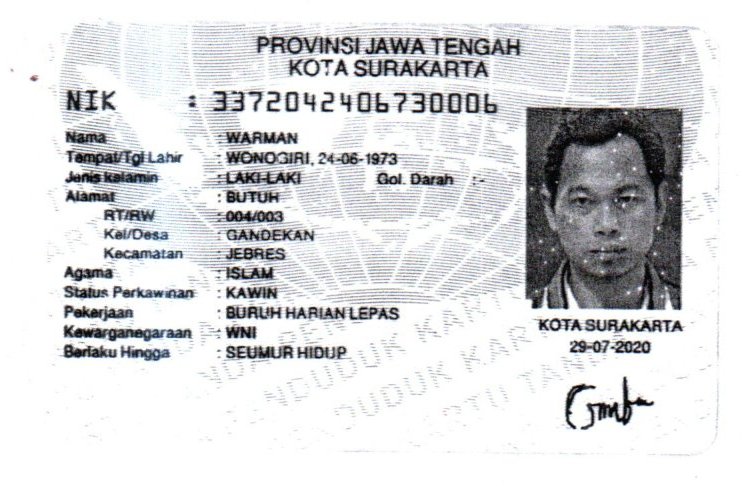 PROVINSI JAWA TENGAH
KOTA SURAKARTA
NIK : 3372042406730006
Nama : WARMAN
Tempat/Tgl Lahir : WONOGIRI, 24-06-1973
Jenis kelamin : LAKI-LAKI Gol. Darah :-
Alamat : BUTUH
RT/RW : 004/003
Kel/Desa : GANDEKAN
Kecamatan : JEBRES
Agama : ISLAM
Status Perkawinan : KAWIN
Pekerjaan : BURUH HARIAN LEPAS
Kewarganegaraan : WNI
Berlaku Hingga : SEUMUR HIDUP
KOTA SURAKARTA
29-07-2020